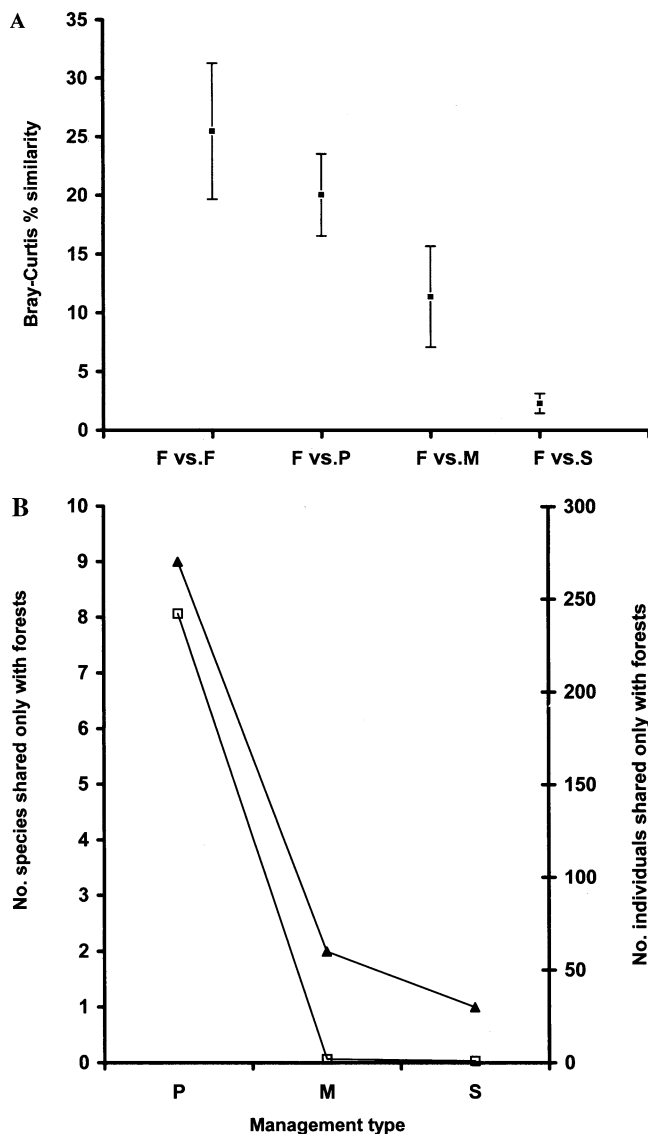 A
35
30
25
20
15
10
5
0
Bray-Curtis % similarity
F vs.F
F vs.P
F vs.M
F vs.S
B
10
9
8
7
6
5
4
3
2
1
0
No. species shared only with forests
300
250
200
150
100
50
0
No. individuals shared only with forests
P
M
S
Management type